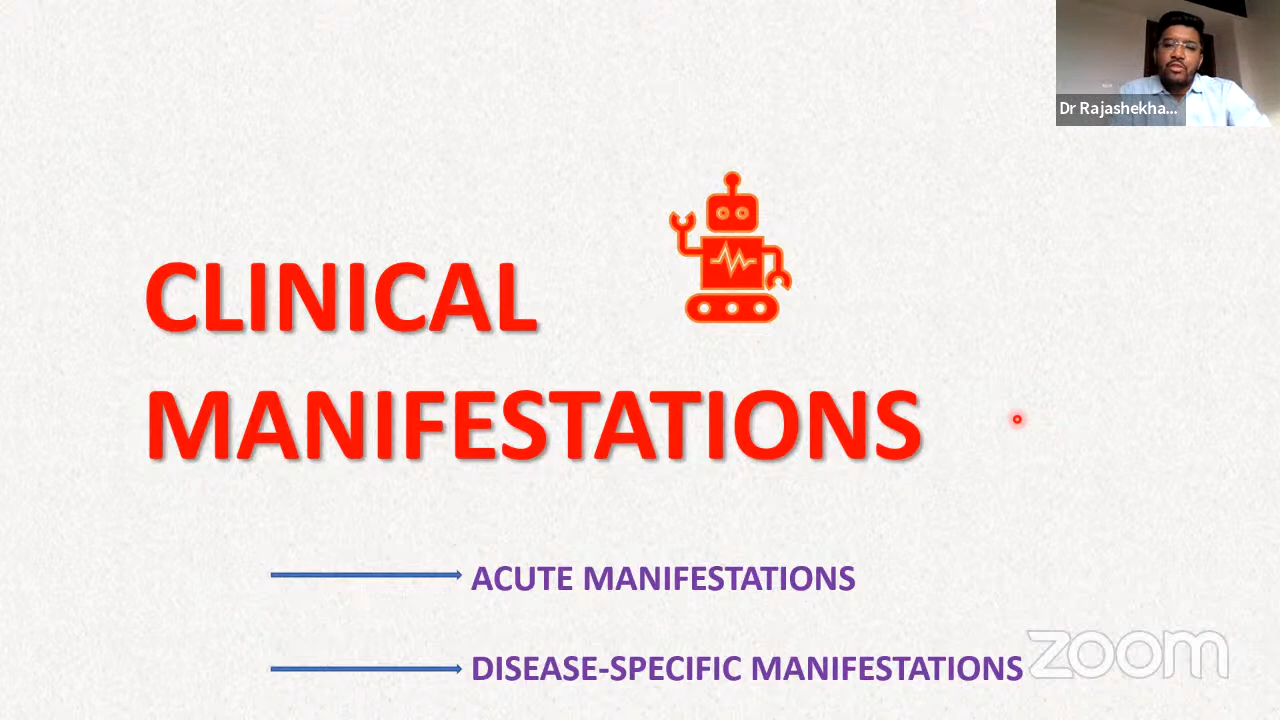 Dr Rajashekha...
CLINICAL
MANIFESTATIONS
ACUTE MANIFESTATIONS
DISEASE-SPECIFIC MANIFESTATIONS
zoom